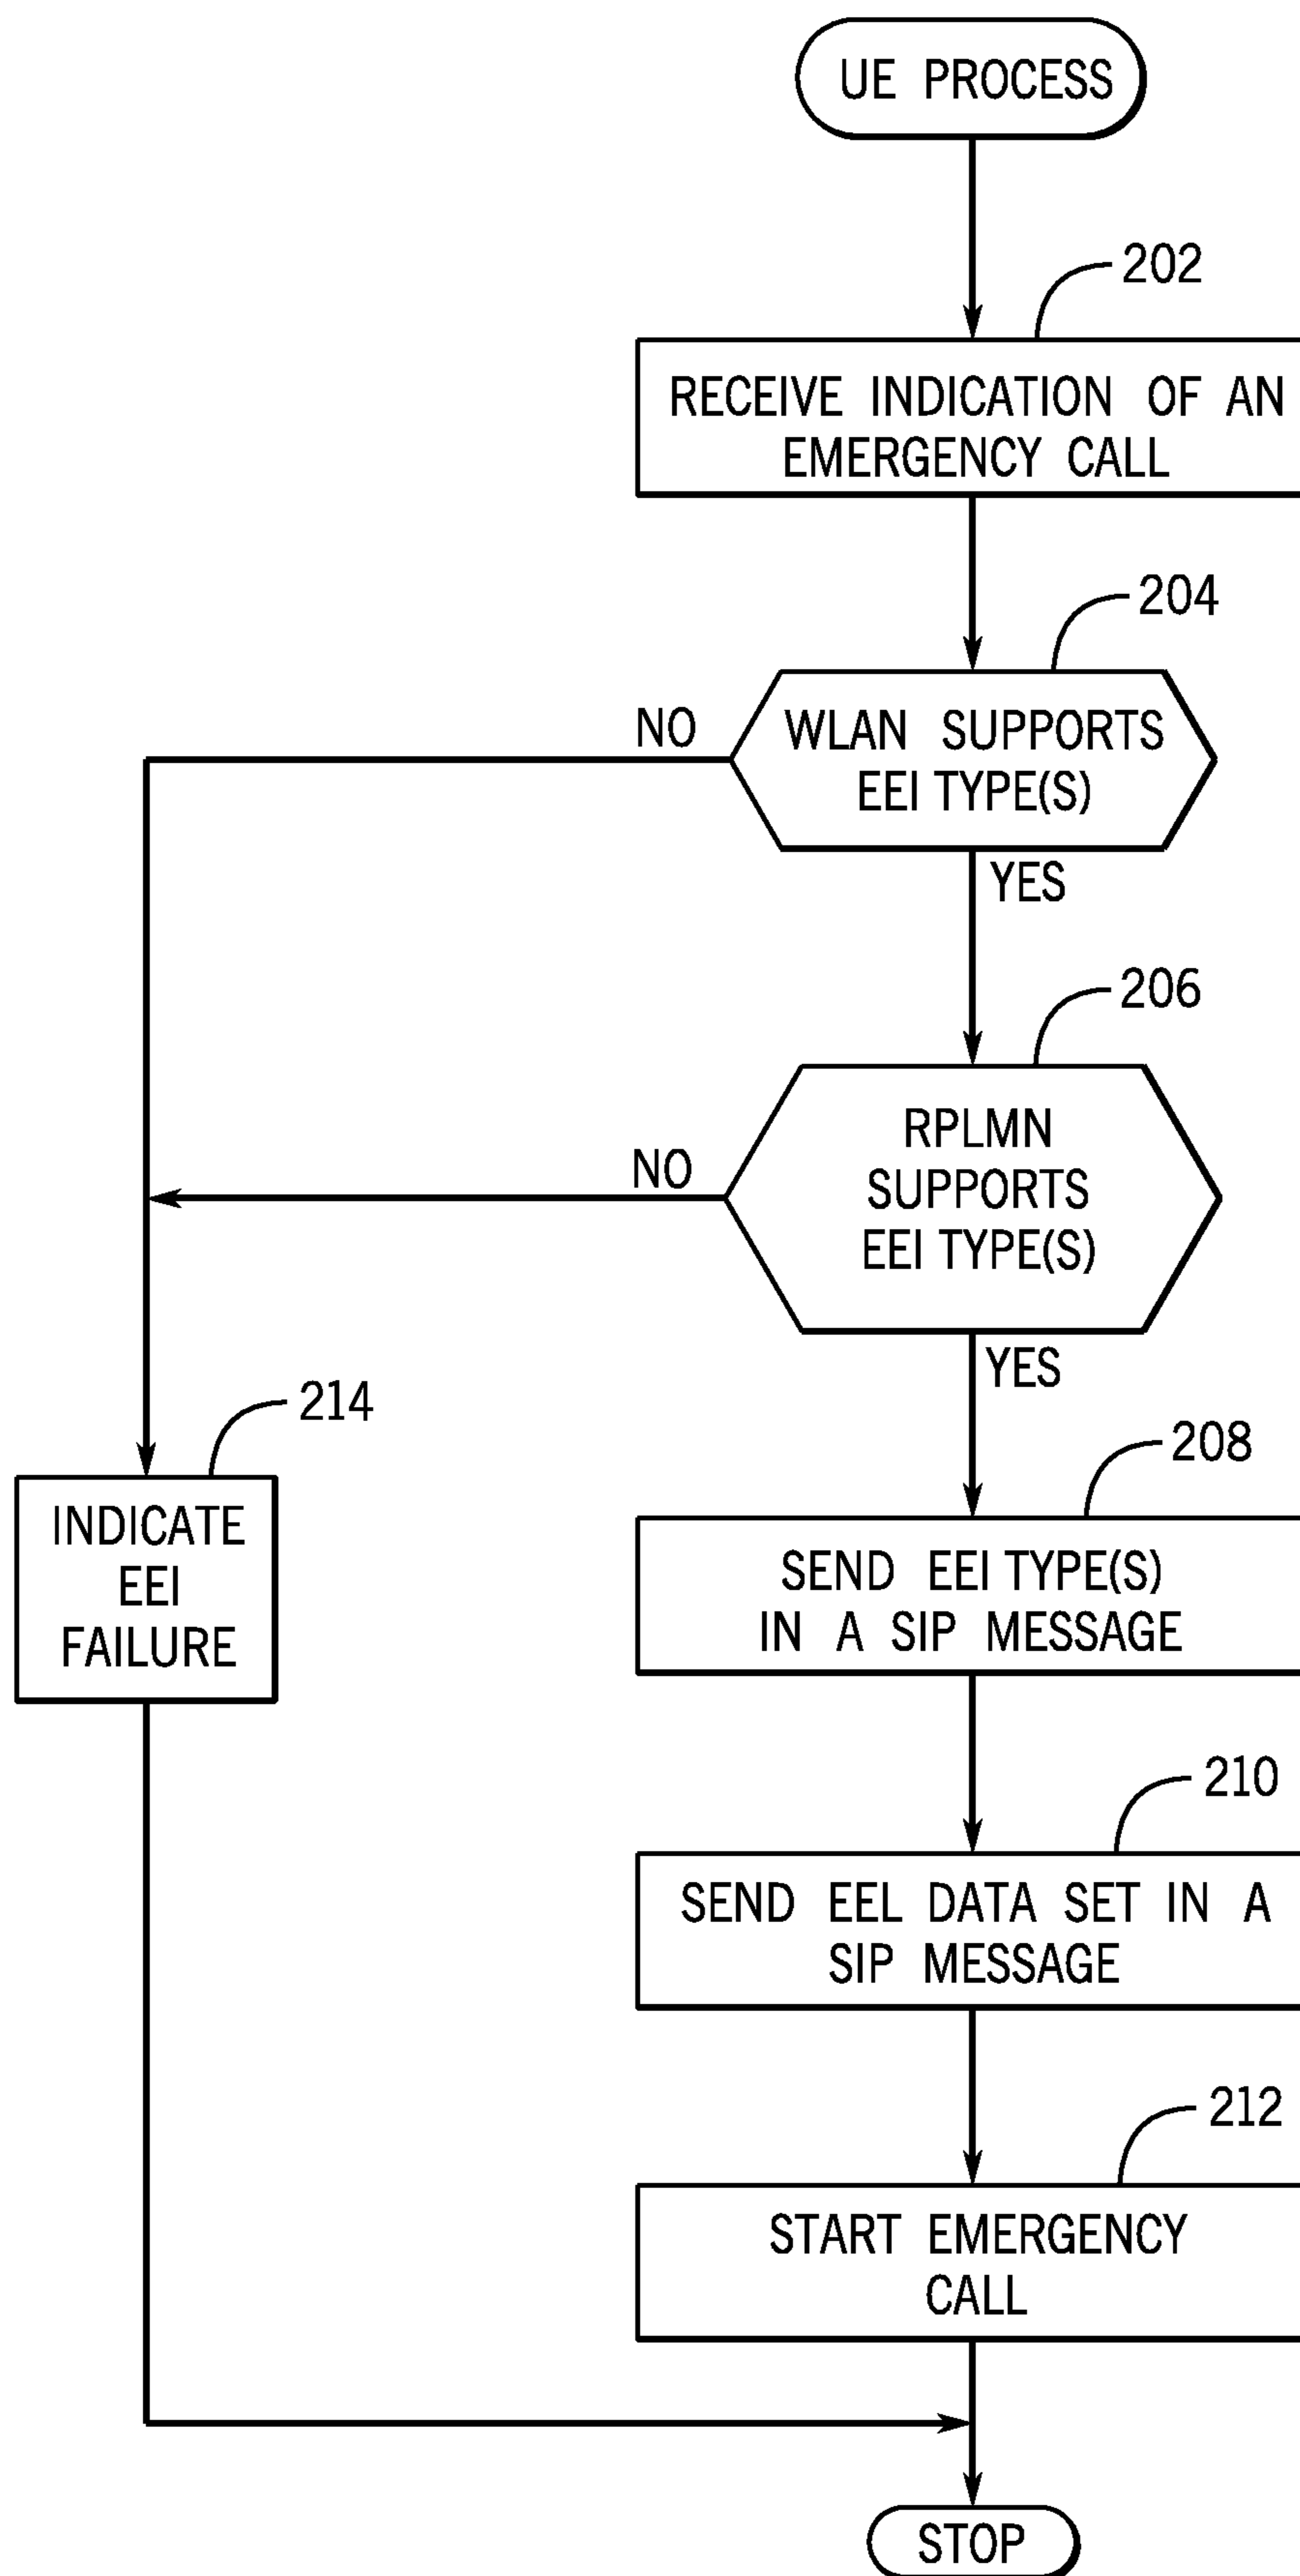 UE PROCESS
202
RECEIVE INDICATION OF AN
EMERGENCY CALL
204
NO
WLAN SUPPORTS
EEI TYPE(S)
YES
206
NO
RPLMN
SUPPORTS
EEI TYPE(S)
YES
214
INDICATE
EEI
FAILURE
208
SEND EEI TYPE(S)
IN A SIP MESSAGE
210
SEND EEL DATA SET IN A
SIP MESSAGE
212
START EMERGENCY
CALL
STOP